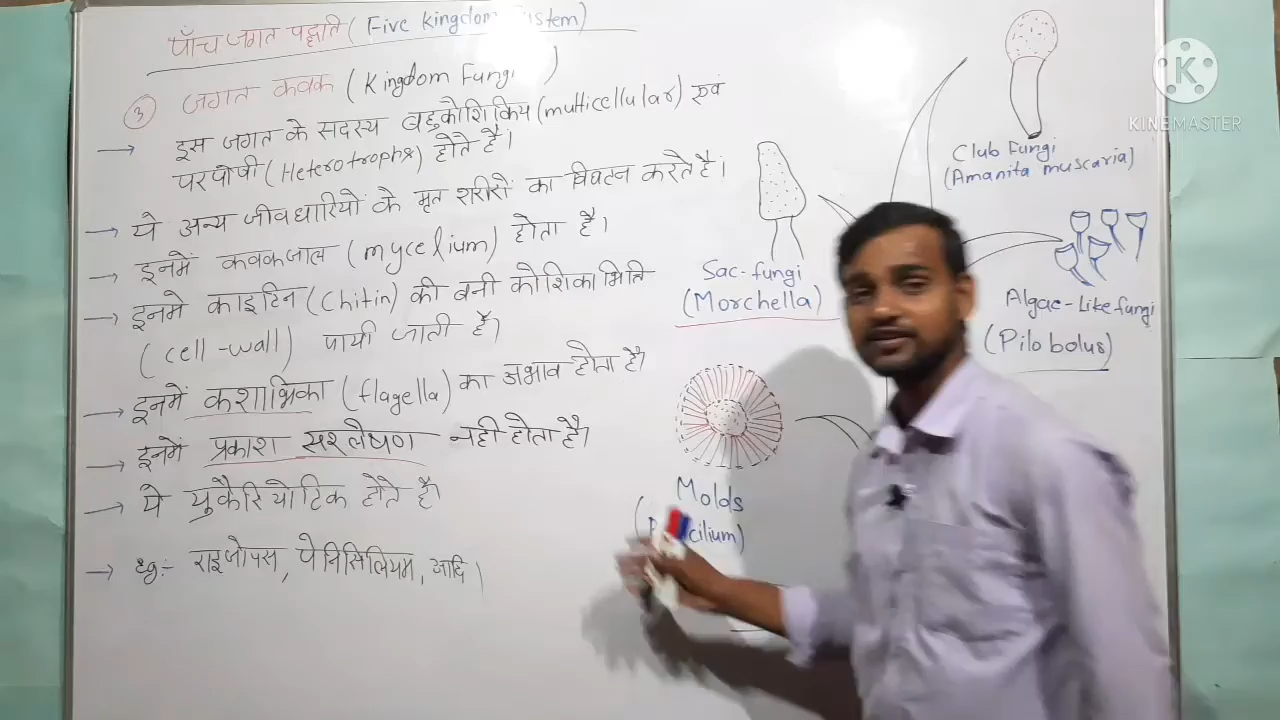 पाँच जगत पद्धति (Five Kingdom System)
③ जगत कवक (Kingdom Fungi)
→ इस जगत के सदस्य बहुकोशिकिय (multicellular) एवं
परपोषी (Heterotrophs) होते है।
→ ये अन्य जीवधारियों के मृत शरीरों का विघटन करते है।
→ इनमें कवकजाल (mycelium) होता है।
→ इनमे काइटिन (Chitin) की बनी कोशिकाभिति
(cell-wall) पायी जाती है।
→ इनमें कशाभिका (flagella) का अभाव होता है।
→ इनमें प्रकाश संश्लेषण नही होता है।
→ ये युकैरियोटिक होते है।
→ eg:- राइजोपस, पेनिसिलियम, आदि।
Club Fungi
(Amanita muscaria)
Sac-fungi
(Morchella)
Algae-Like fungi
(Pilobolus)
Molds
cilium)
K
KINEMASTER